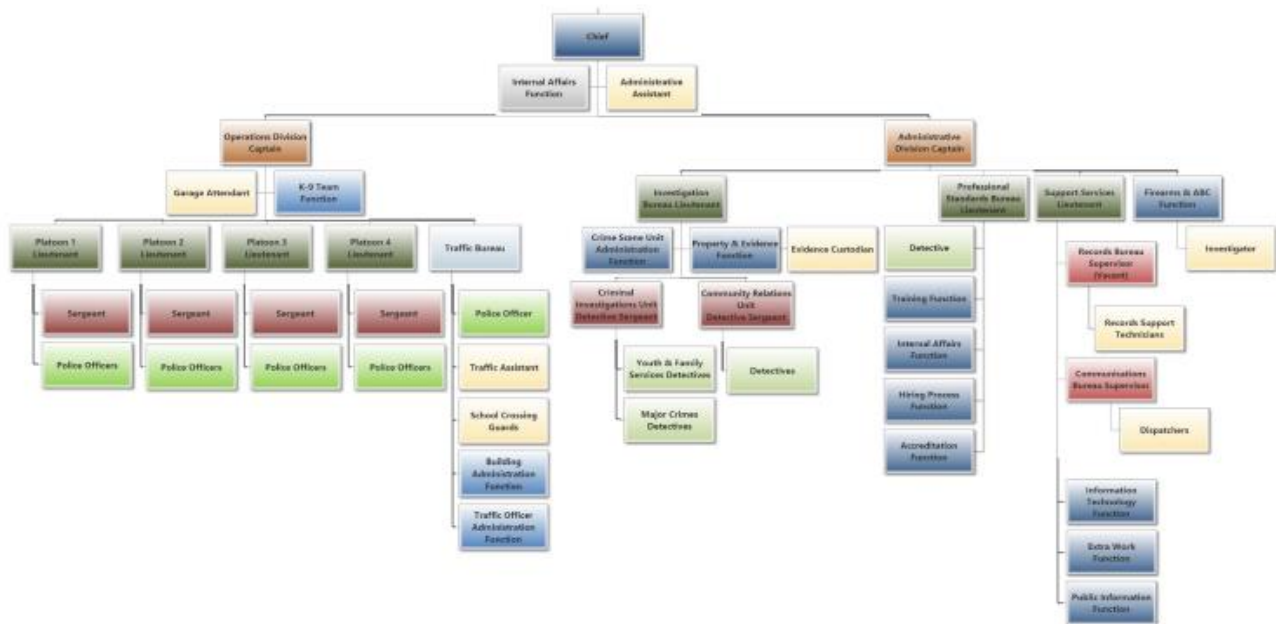 Chief
Internal Affairs
Function
Administrative
Assistant
Operations Division
Captain
Administrative
Division Captain
Garage Attendant
K-9 Team
Function
Investigation
Bureau Lieutenant
Professional
Standards Bureau
Lieutenant
Support Services
Lieutenant
Firearms & ABC
Function
Platoon 1
Lieutenant
Platoon 2
Lieutenant
Platoon 3
Lieutenant
Platoon 4
Lieutenant
Traffic Bureau
Crime Scene Unit
Administration
Function
Property & Evidence
Function
Evidence Custodian
Detective
Records Bureau
Supervisor
(Vacant)
Investigator
Sergeant
Sergeant
Sergeant
Sergeant
Police Officer
Criminal
Investigations Unit
Detective Sergeant
Community Relations
Unit
Detective Sergeant
Training Function
Records Support
Technicians
Police Officers
Police Officers
Police Officers
Police Officers
Traffic Assistant
Youth & Family
Services Detectives
Detectives
Internal Affairs
Function
Communications
Bureau Supervisor
School Crossing
Guards
Major Crimes
Detectives
Hiring Process
Function
Dispatchers
Building
Administration
Function
Accreditation
Function
Traffic Officer
Administration
Function
Information
Technology
Function
Extra Work
Function
Public Information
Function